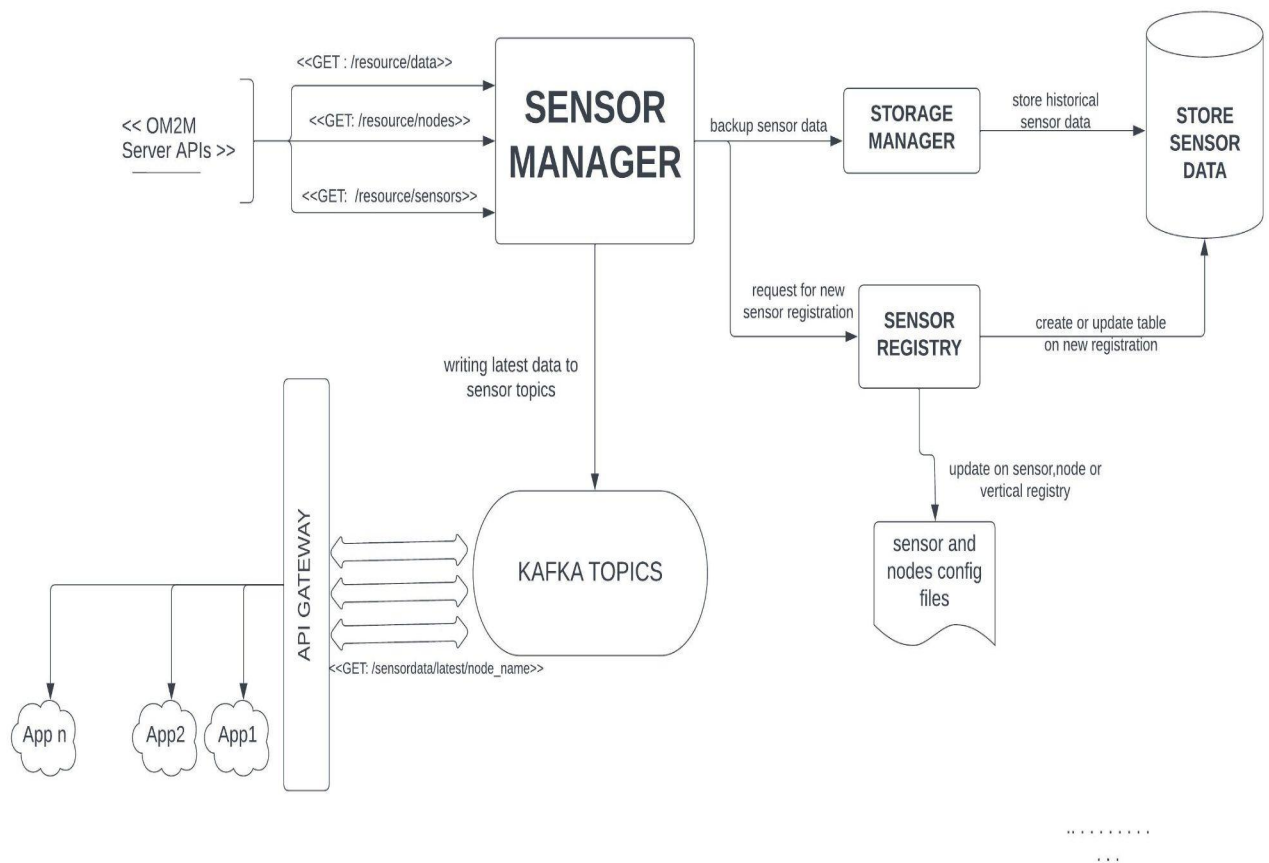 <<GET : /resource/data>>
<< OM2M
Server APIs >>
<<GET: /resource/nodes>>
<<GET:  /resource/sensors>>
SENSOR
MANAGER
backup sensor data
STORAGE
MANAGER
store historical
sensor data
STORE
SENSOR
DATA
request for new
sensor registration
SENSOR
REGISTRY
create or update table
on new registration
writing latest data to
sensor topics
update on sensor,node or
vertical registry
sensor and
nodes config
files
API GATEWAY
KAFKA TOPICS
<<GET: /sensordata/latest/node_name>>
App n
App2
App1